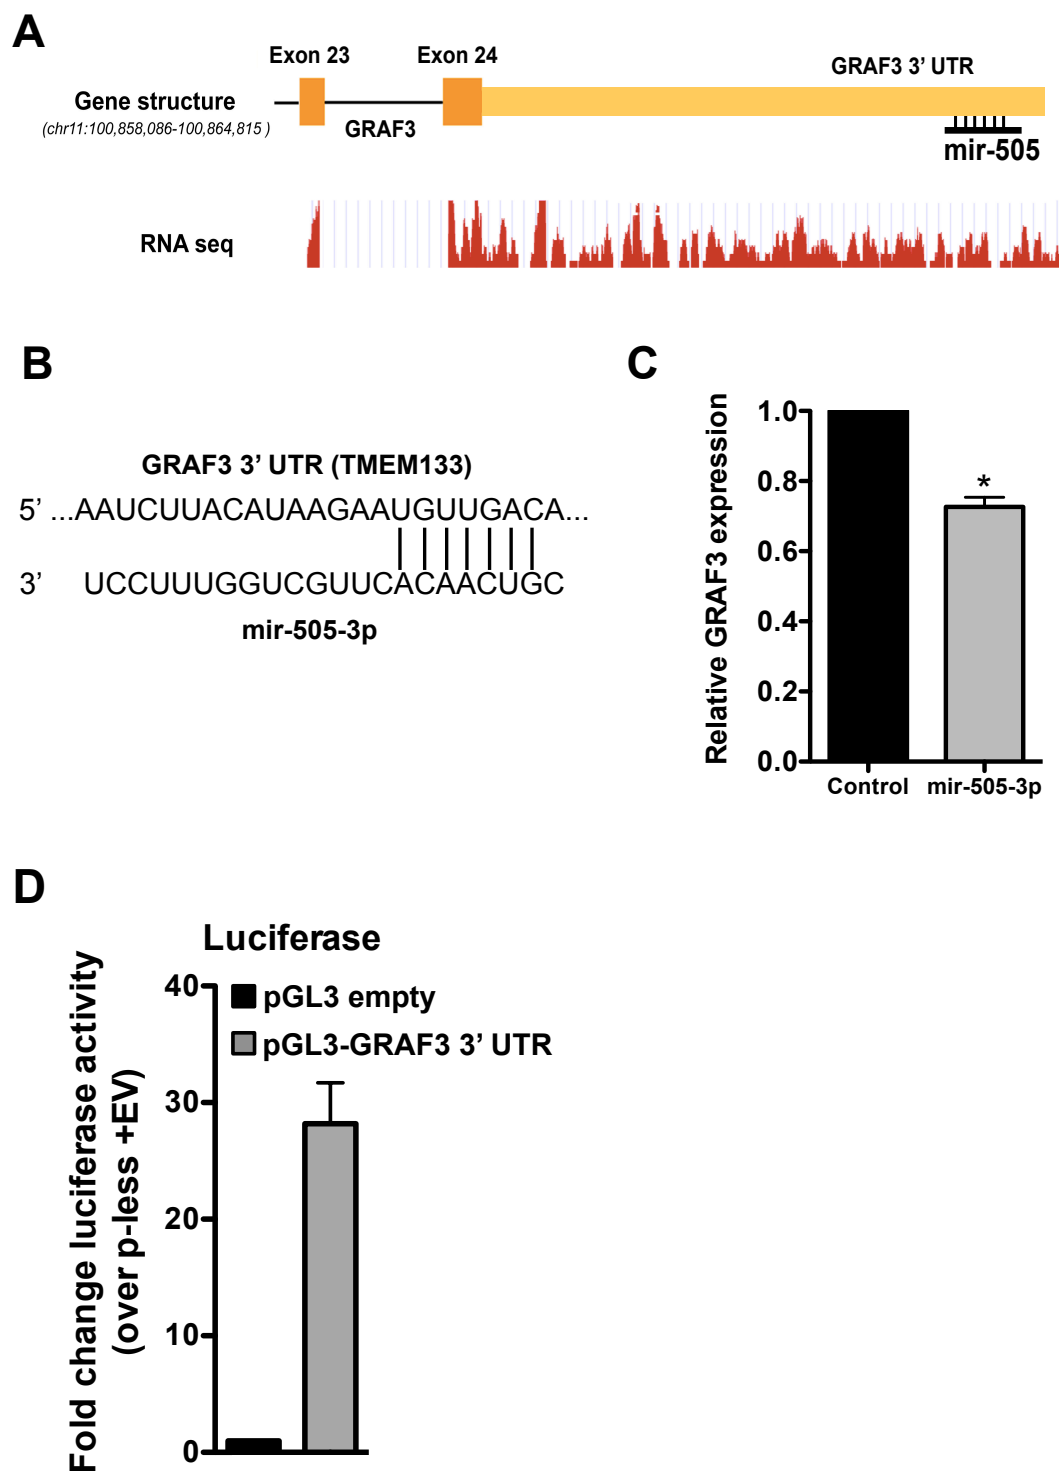 A
Exon 23
Exon 24
GRAF3 3’ UTR
Gene structure
(chr11:100,858,086-100,864,815 )
GRAF3
mir-505
RNA seq
B
GRAF3 3’ UTR (TMEM133)
5’ ...AAUCUUACAUAAGAAUGUUGACA...
3’ UCCUUUGGUCGUUCACAACUGC
mir-505-3p
C
Relative GRAF3 expression
1.0
0.8
0.6
0.4
0.2
0.0
*
Control
mir-505-3p
D
Luciferase
Fold change luciferase activity
(over p-less +EV)
40
30
20
10
0
pGL3 empty
pGL3-GRAF3 3’ UTR